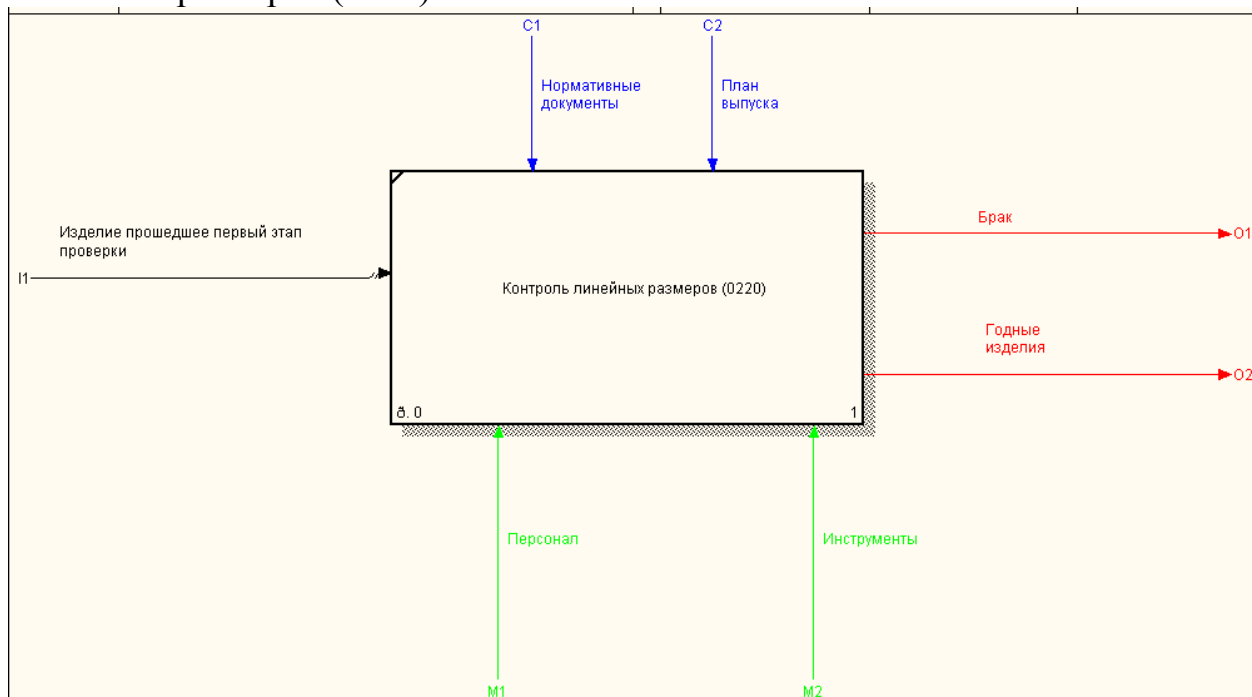 C1 C2
Нормативные
документы
План
выпуска
Изделие прошедшее первый этап
проверки
I1
Брак
O1
Контроль линейных размеров (0220)
Годные
изделия
O2
ð. 0 1
Персонал
Инструменты
M1 M2